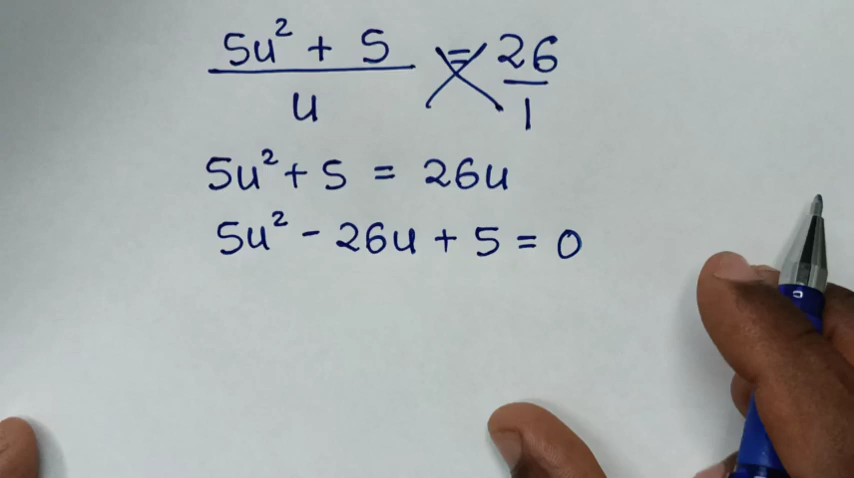 5u² + 5 = 26
u 1
5u² + 5 = 26u
5u² - 26u + 5 = 0